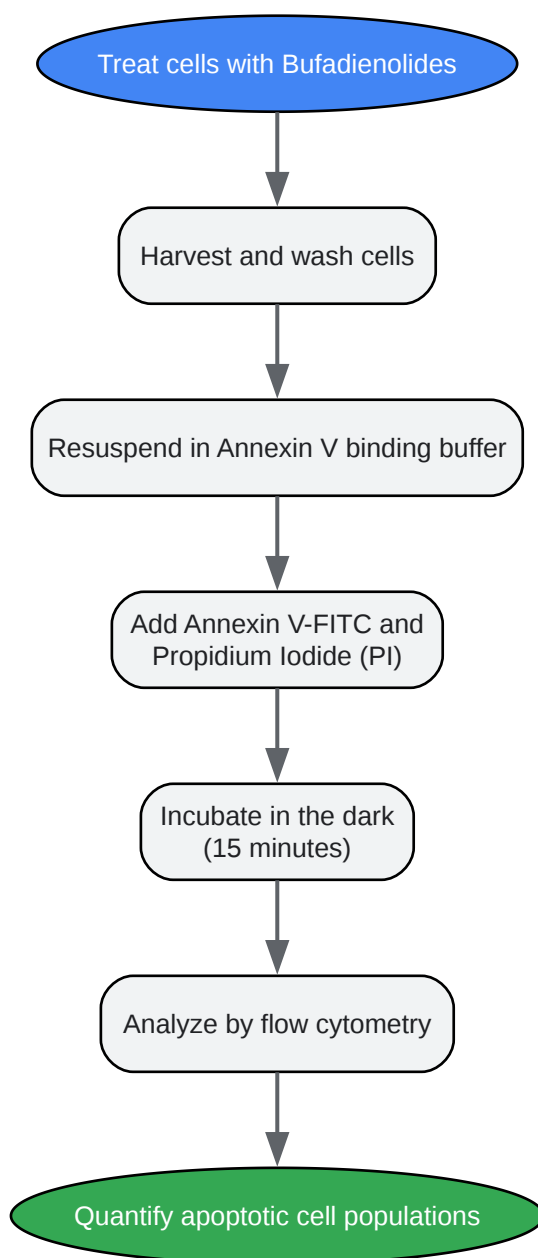 Treat cells with Bufadienolides
Harvest and wash cells
Resuspend in Annexin V binding buffer
Add Annexin V-FITC and
Propidium Iodide (PI)
Incubate in the dark
(15 minutes)
Analyze by flow cytometry
Quantify apoptotic cell populations